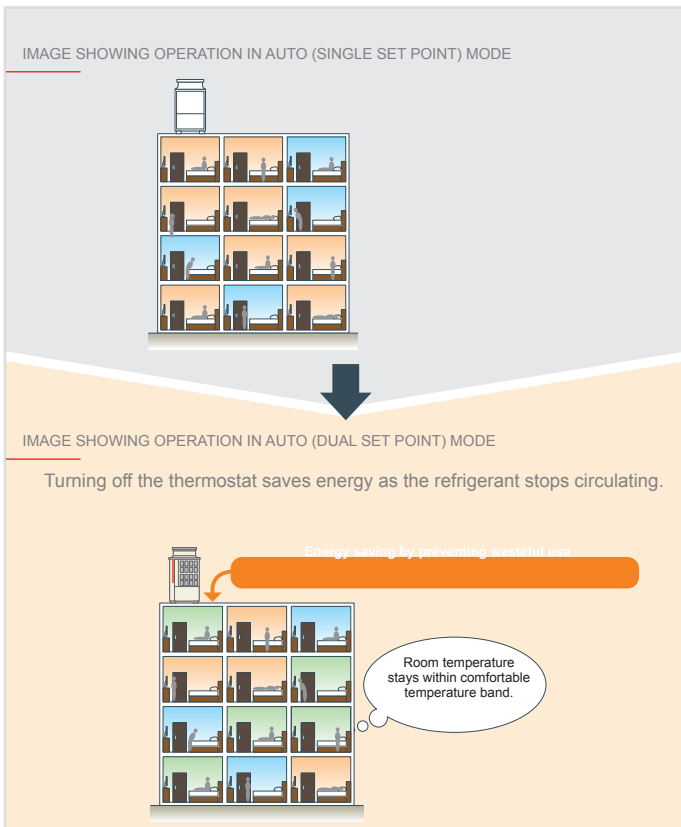 IMAGE SHOWING OPERATION IN AUTO (SINGLE SET POINT) MODE
IMAGE SHOWING OPERATION IN AUTO (DUAL SET POINT) MODE
Turning off the thermostat saves energy as the refrigerant stops circulating.
Energy saving by preventing wasteful use
Room temperature
stays within comfortable
temperature band.